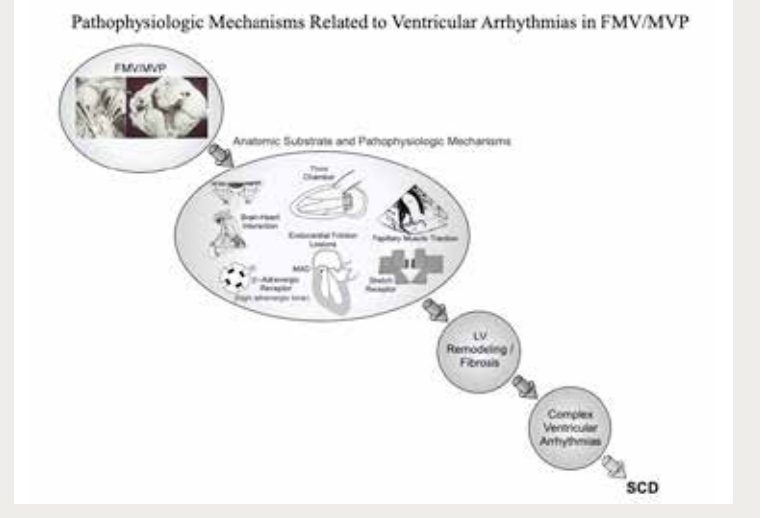 Pathophysiologic Mechanisms Related to Ventricular Arrhythmias in FMV/MVP
FMV/MVP
Anatomic Substrate and Pathophysiologic Mechanisms
Chamber
Brain-Heart
Interaction
Endocardial Friction
Lesions
Papillary Muscle Traction
MAD
β-Adrenergic
Receptor
(high adrenergic tone)
Stretch
Receptor
LV
Remodeling /
Fibrosis
Complex
Ventricular
Arrhythmias
SCD